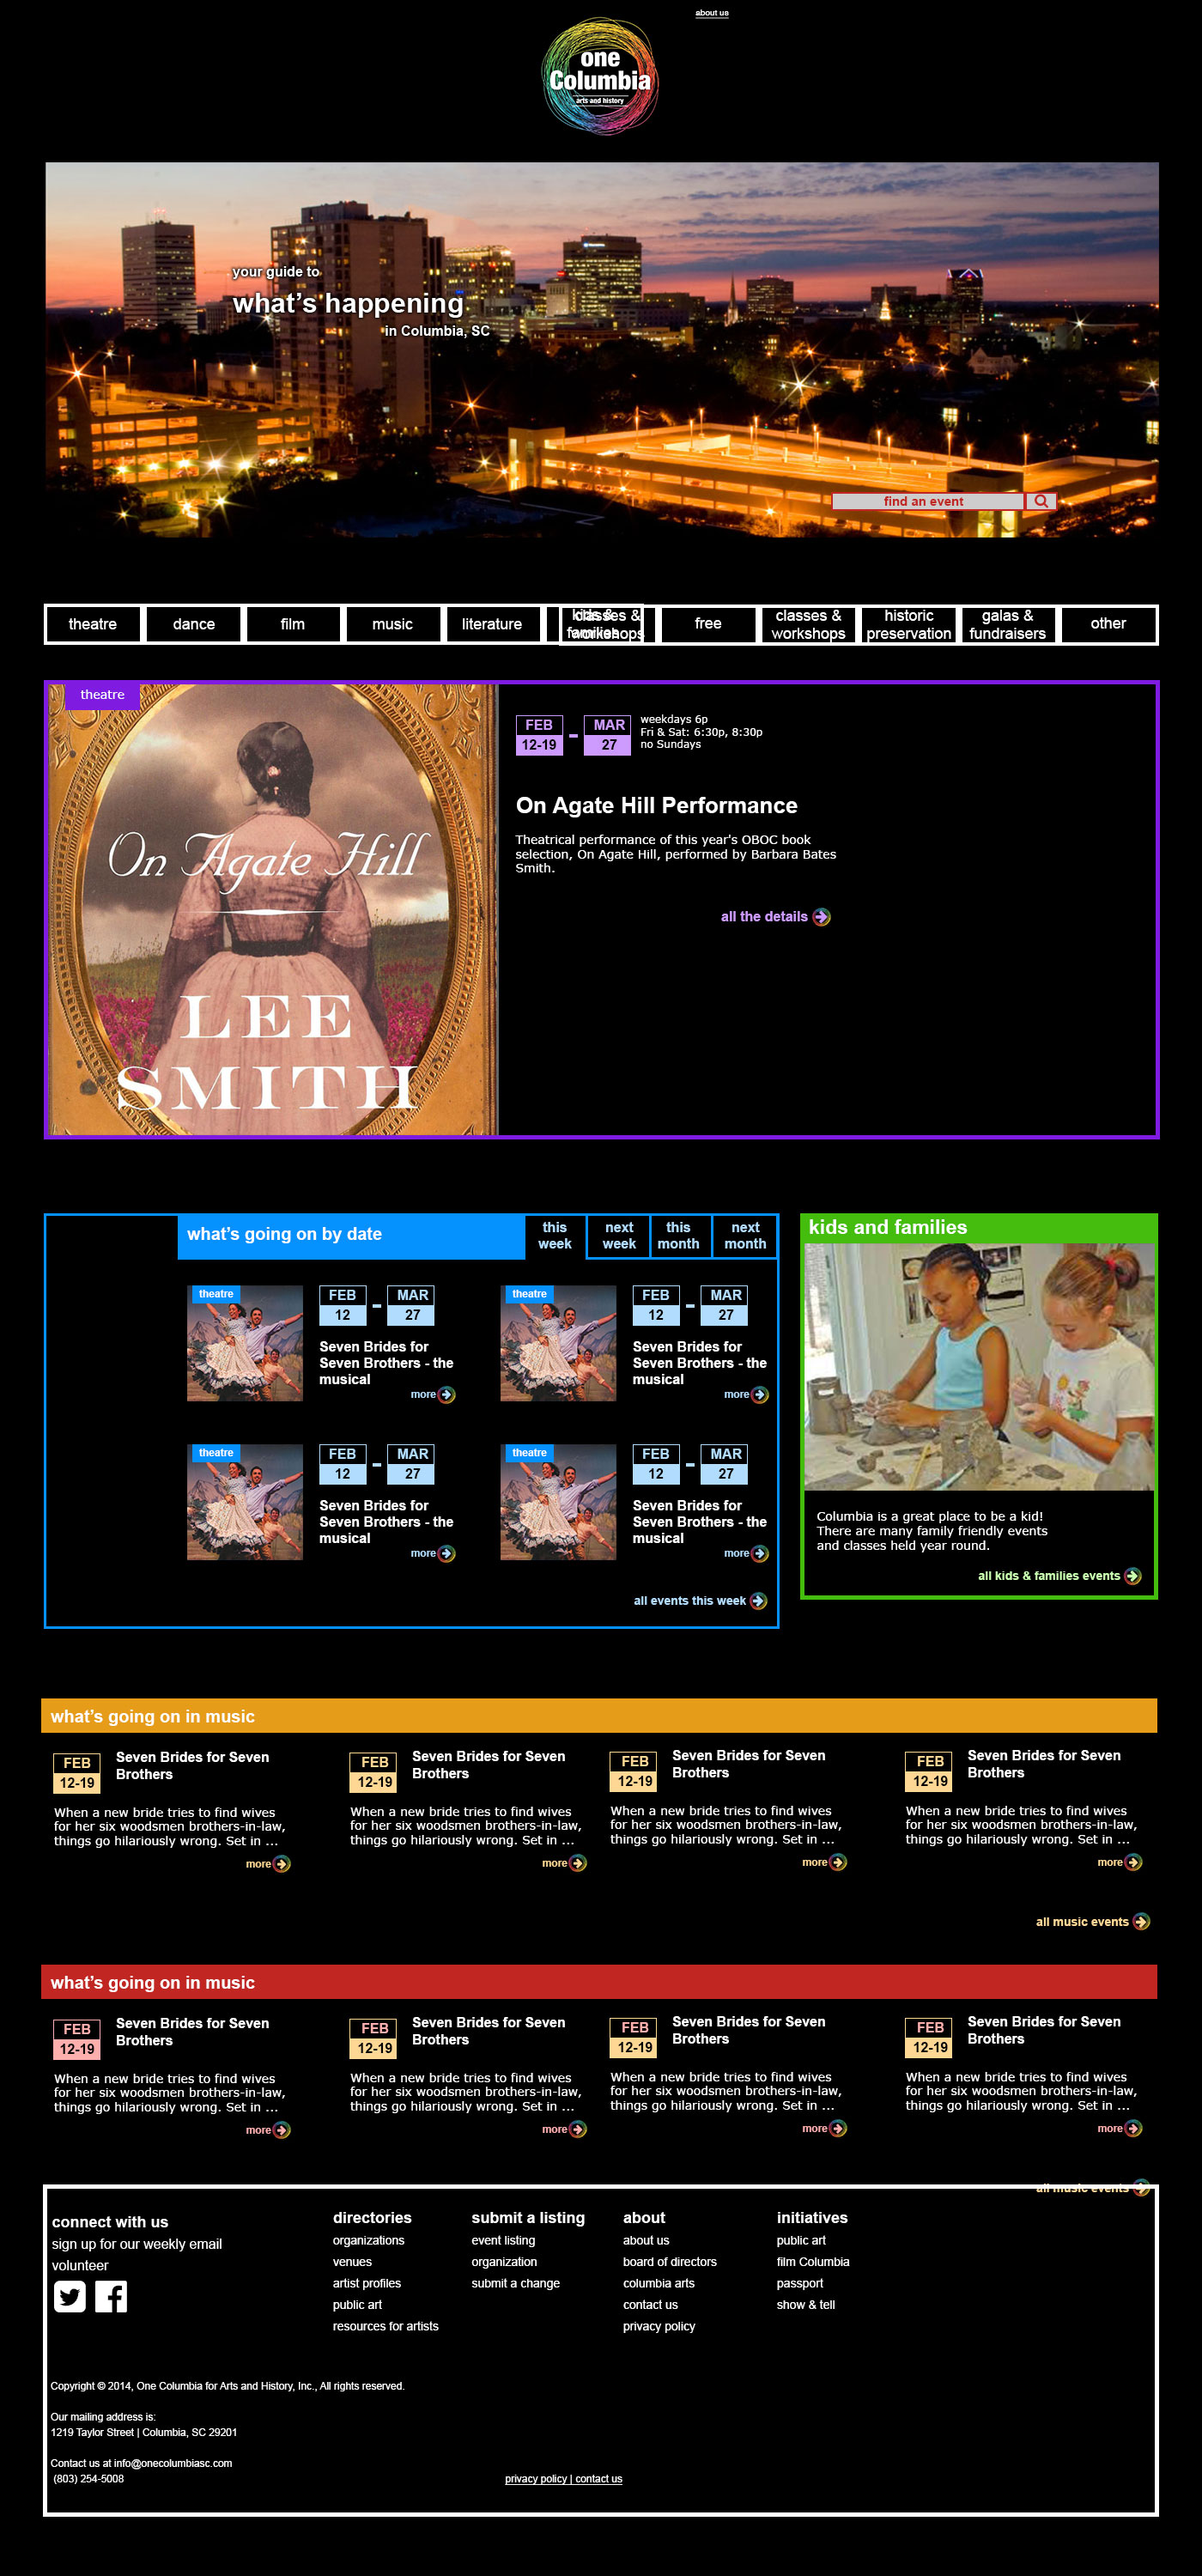 about us
one
Columbia
arts and history
your guide to
what's happening
in Columbia, SC
find an event
theatre
dance
film
music
literature
kids &
families
classes &
workshops
free
classes &
workshops
historic
preservation
galas &
fundraisers
other
theatre
On Agate Hill
LEE
SMITH
FEB
12-19
-
MAR
27
weekdays 6p
Fri & Sat: 6:30p, 8:30p
no Sundays
On Agate Hill Performance
Theatrical performance of this year's OBOC book
selection, On Agate Hill, performed by Barbara Bates
Smith.
all the details
what's going on by date
this
week
next
week
this
month
next
month
theatre
FEB
12
-
MAR
27
Seven Brides for
Seven Brothers - the
musical
more
theatre
FEB
12
-
MAR
27
Seven Brides for
Seven Brothers - the
musical
more
theatre
FEB
12
-
MAR
27
Seven Brides for
Seven Brothers - the
musical
more
theatre
FEB
12
-
MAR
27
Seven Brides for
Seven Brothers - the
musical
more
all events this week
kids and families
Columbia is a great place to be a kid!
There are many family friendly events
and classes held year round.
all kids & families events
what's going on in music
FEB
12-19
Seven Brides for Seven
Brothers
When a new bride tries to find wives
for her six woodsmen brothers-in-law,
things go hilariously wrong. Set in ...
more
FEB
12-19
Seven Brides for Seven
Brothers
When a new bride tries to find wives
for her six woodsmen brothers-in-law,
things go hilariously wrong. Set in ...
more
FEB
12-19
Seven Brides for Seven
Brothers
When a new bride tries to find wives
for her six woodsmen brothers-in-law,
things go hilariously wrong. Set in ...
more
FEB
12-19
Seven Brides for Seven
Brothers
When a new bride tries to find wives
for her six woodsmen brothers-in-law,
things go hilariously wrong. Set in ...
more
all music events
what's going on in music
FEB
12-19
Seven Brides for Seven
Brothers
When a new bride tries to find wives
for her six woodsmen brothers-in-law,
things go hilariously wrong. Set in ...
more
FEB
12-19
Seven Brides for Seven
Brothers
When a new bride tries to find wives
for her six woodsmen brothers-in-law,
things go hilariously wrong. Set in ...
more
FEB
12-19
Seven Brides for Seven
Brothers
When a new bride tries to find wives
for her six woodsmen brothers-in-law,
things go hilariously wrong. Set in ...
more
FEB
12-19
Seven Brides for Seven
Brothers
When a new bride tries to find wives
for her six woodsmen brothers-in-law,
things go hilariously wrong. Set in ...
more
all music events
connect with us
sign up for our weekly email
volunteer
directories
organizations
venues
artist profiles
public art
resources for artists
submit a listing
event listing
organization
submit a change
about
about us
board of directors
columbia arts
contact us
privacy policy
initiatives
public art
film Columbia
passport
show & tell
Copyright © 2014, One Columbia for Arts and History, Inc., All rights reserved.
Our mailing address is:
1219 Taylor Street | Columbia, SC 29201
Contact us at info@onecolumbiasc.com
(803) 254-5008
privacy policy | contact us